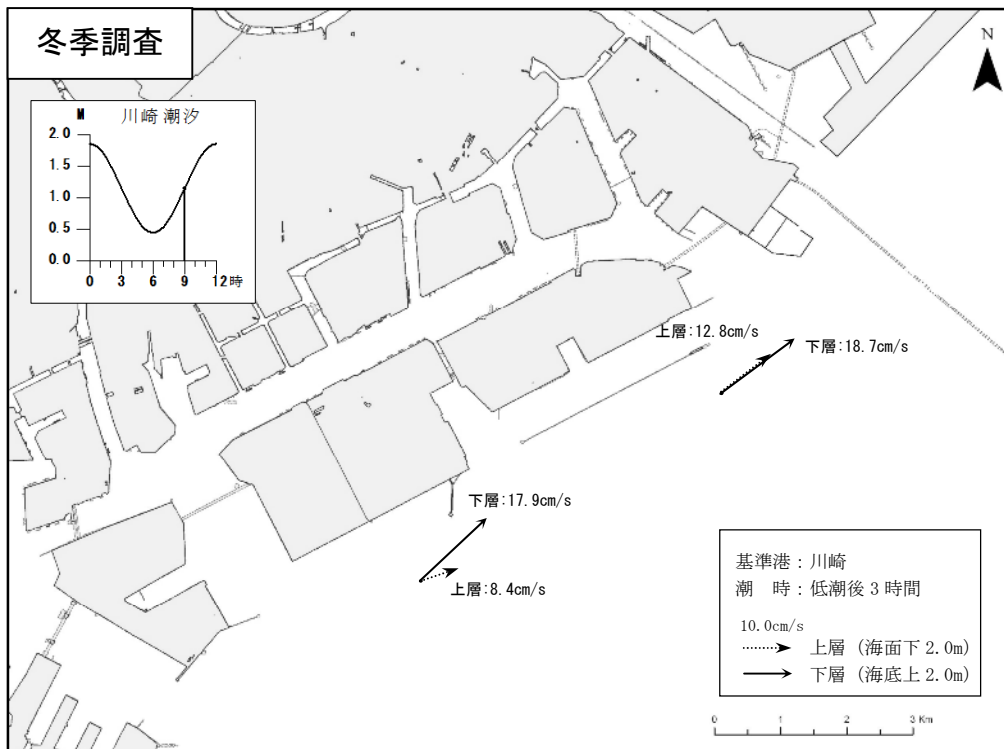 冬季調査
N
M 川崎 潮汐
2.0
1.5
1.0
0.5
0.0
0 3 6 9 12 時
上層:12.8cm/s
下層:18.7cm/s
下層:17.9cm/s
上層:8.4cm/s
基準港：川崎
潮　時：低潮後３時間
10.0cm/s
上層（海面下 2.0m）
下層（海底上 2.0m）
0 1 2 3 Km